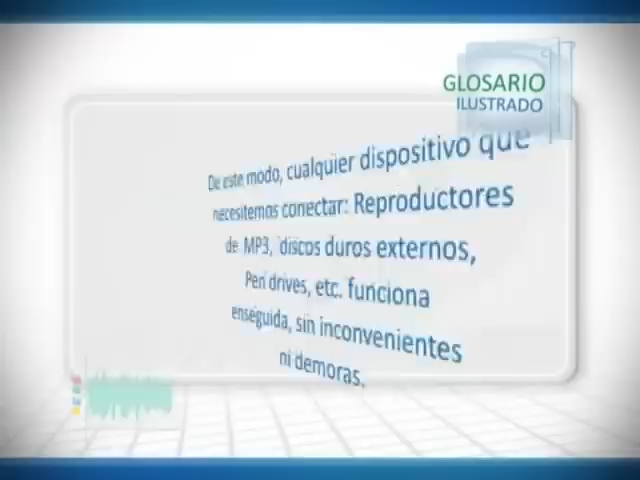 GLOSARIO
ILUSTRADO
De este modo, cualquier dispositivo que
necesitemos conectar: Reproductores
de MP3, discos duros externos,
Pen drives, etc. funciona
enseguida, sin inconvenientes
ni demoras.